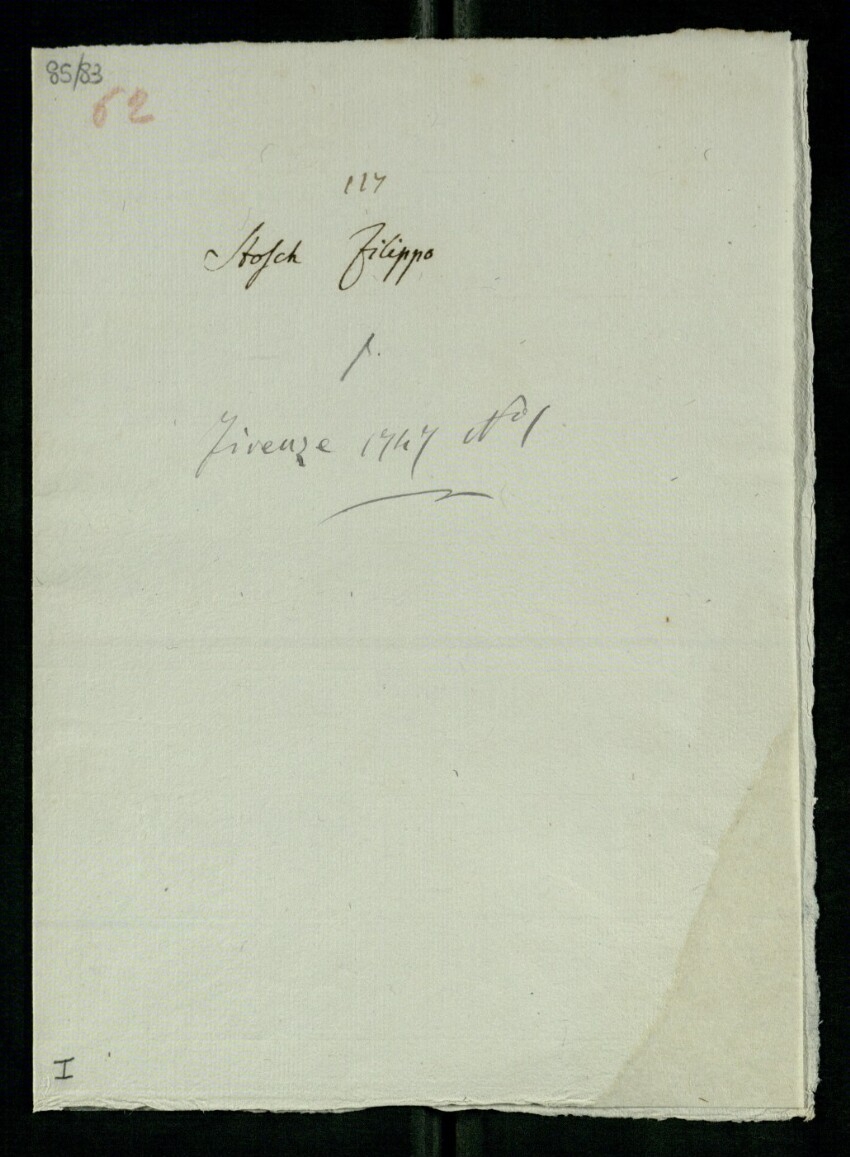 85/83
62
117
Stosch Filippo
1.
Firenze 1747 No 1
I